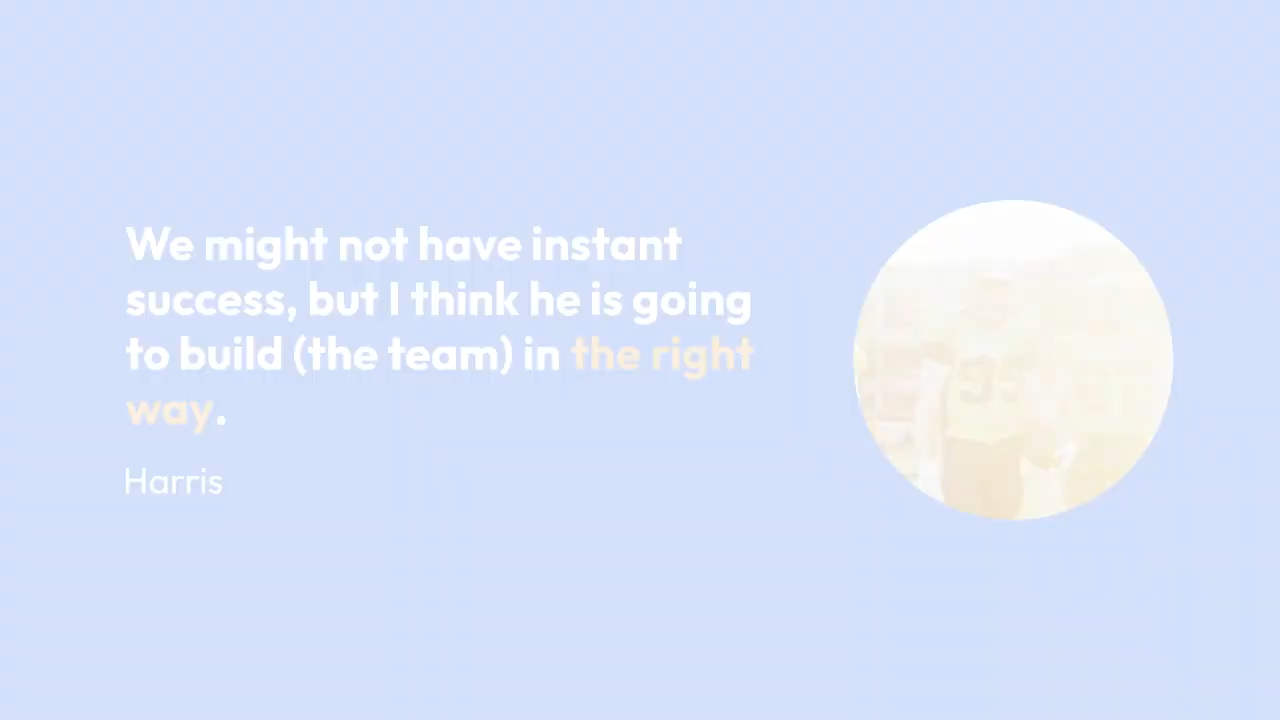 We might not have instant
success, but I think he is going
to build (the team) in the right
way.
Harris